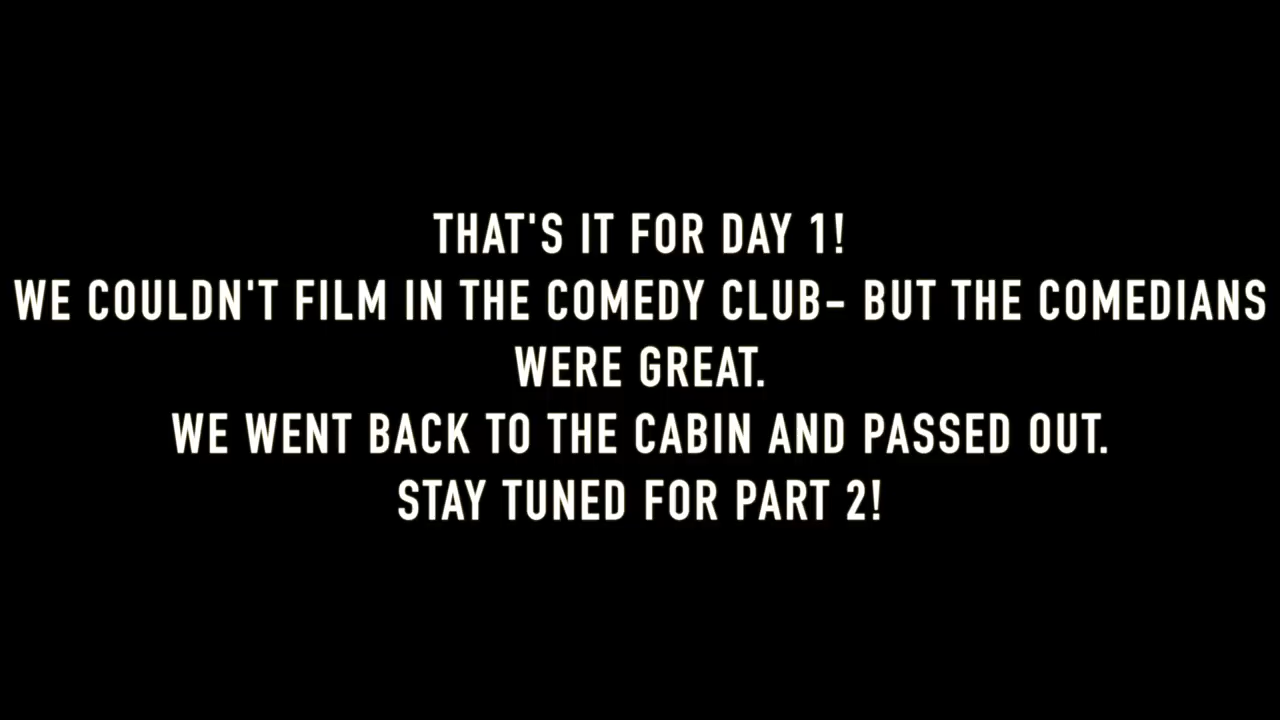 THAT'S IT FOR DAY 1!
WE COULDN'T FILM IN THE COMEDY CLUB- BUT THE COMEDIANS
WERE GREAT.
WE WENT BACK TO THE CABIN AND PASSED OUT.
STAY TUNED FOR PART 2!